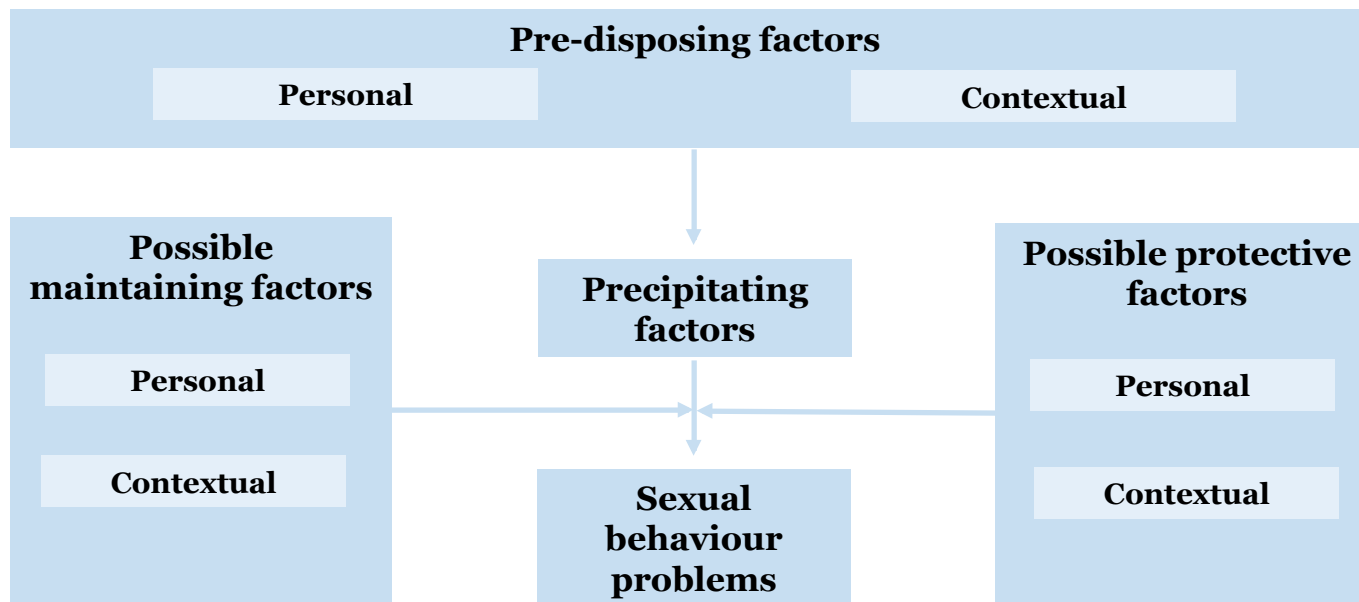 Pre-disposing factors
Personal
Contextual
Possible
maintaining factors
Personal
Contextual
Precipitating
factors
Sexual
behaviour
problems
Possible protective
factors
Personal
Contextual